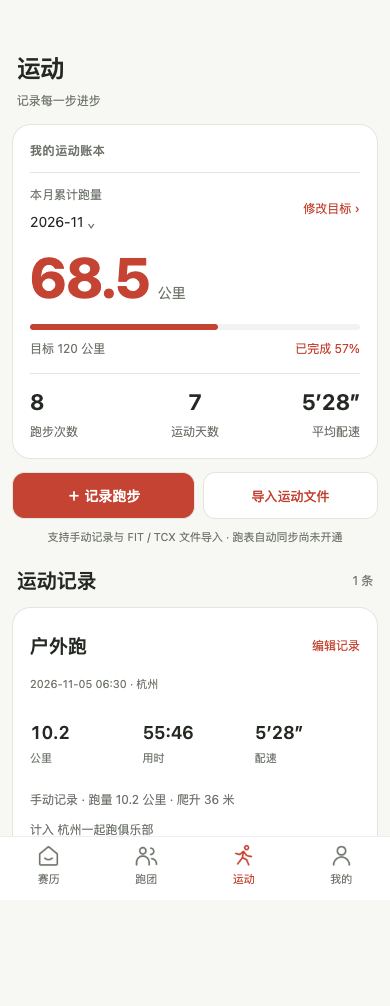 运动
记录每一步进步
我的运动账本
本月累计跑量
2026-11
修改目标 ›
68.5 公里
目标 120 公里
已完成 57%
8
7
5′28″
跑步次数
运动天数
平均配速
+ 记录跑步
导入运动文件
支持手动记录与 FIT / TCX 文件导入 · 跑表自动同步尚未开通
运动记录
1 条
户外跑
编辑记录
2026-11-05 06:30 · 杭州
10.2
55:46
5′28″
公里
用时
配速
手动记录 · 跑量 10.2 公里 · 爬升 36 米
计入 杭州一起跑俱乐部
赛历
跑团
运动
我的